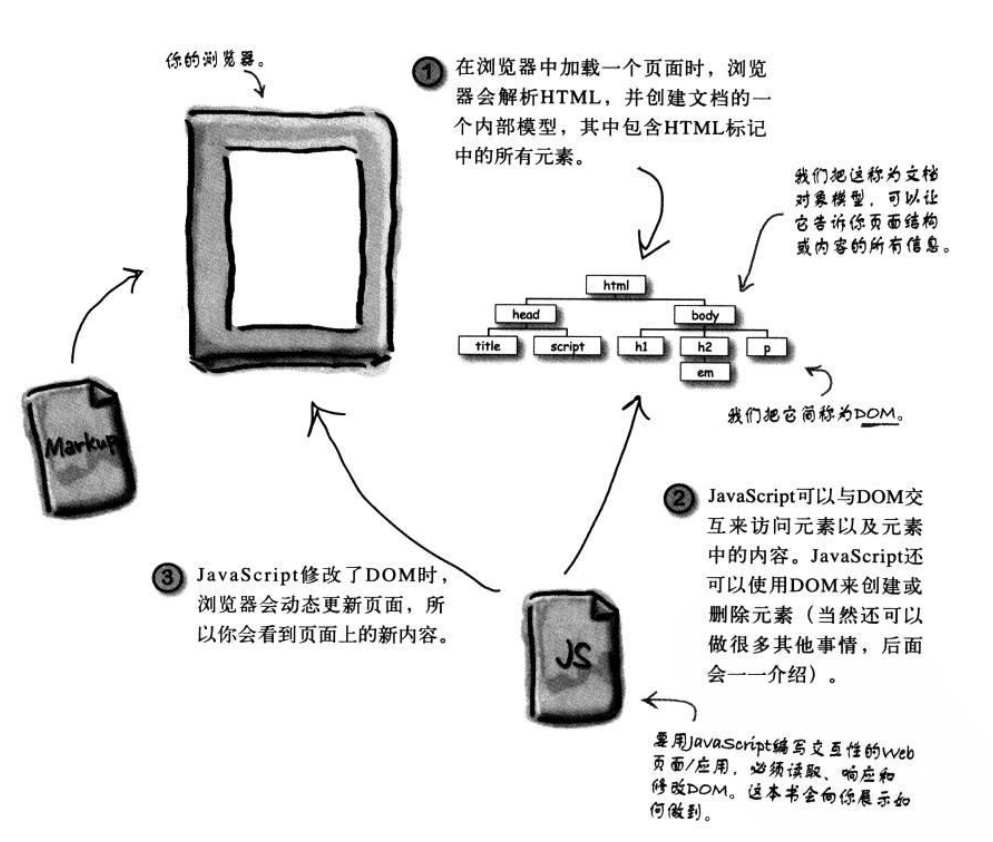 你的浏览器。
1
在浏览器中加载一个页面时，浏览
器会解析HTML，并创建文档的一
个内部模型，其中包含HTML标记
中的所有元素。
我们把这称为文档
对象模型，可以让
它告诉你页面结构
或内容的所有信息。
html
head
body
title
script
h1
h2
p
em
我们把它简称为DOM。
Markup
2
JavaScript可以与DOM交
互来访问元素以及元素
中的内容。JavaScript还
可以使用DOM来创建或
删除元素（当然还可以
做很多其他事情，后面
会一一介绍）。
3
JavaScript修改了DOM时，
浏览器会动态更新页面，所
以你会看到页面上的新内容。
JS
要用JavaScript编写交互性的Web
页面/应用，必须读取、响应和
修改DOM。这本书会向你展示如
何做到。